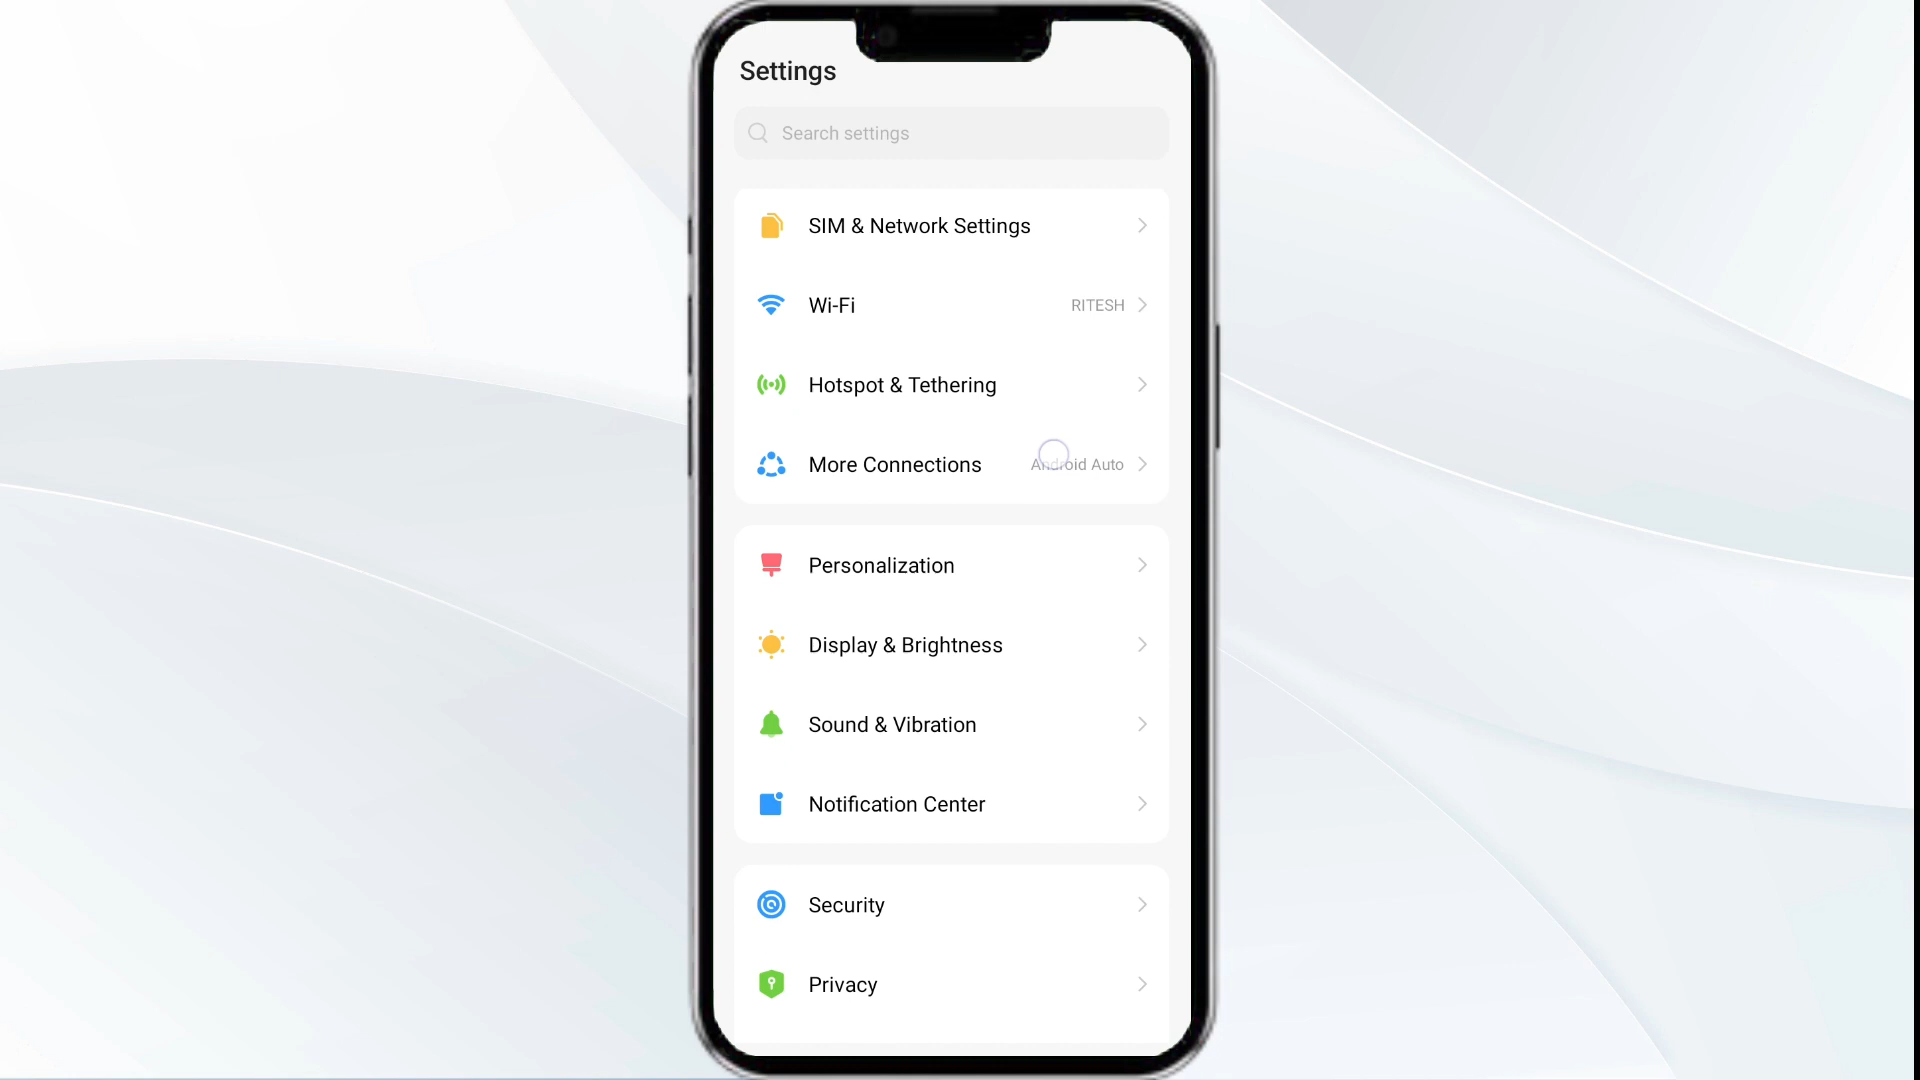 Settings
Search settings
SIM & Network Settings
Wi-Fi RITESH
Hotspot & Tethering
More Connections Android Auto
Personalization
Display & Brightness
Sound & Vibration
Notification Center
Security
Privacy